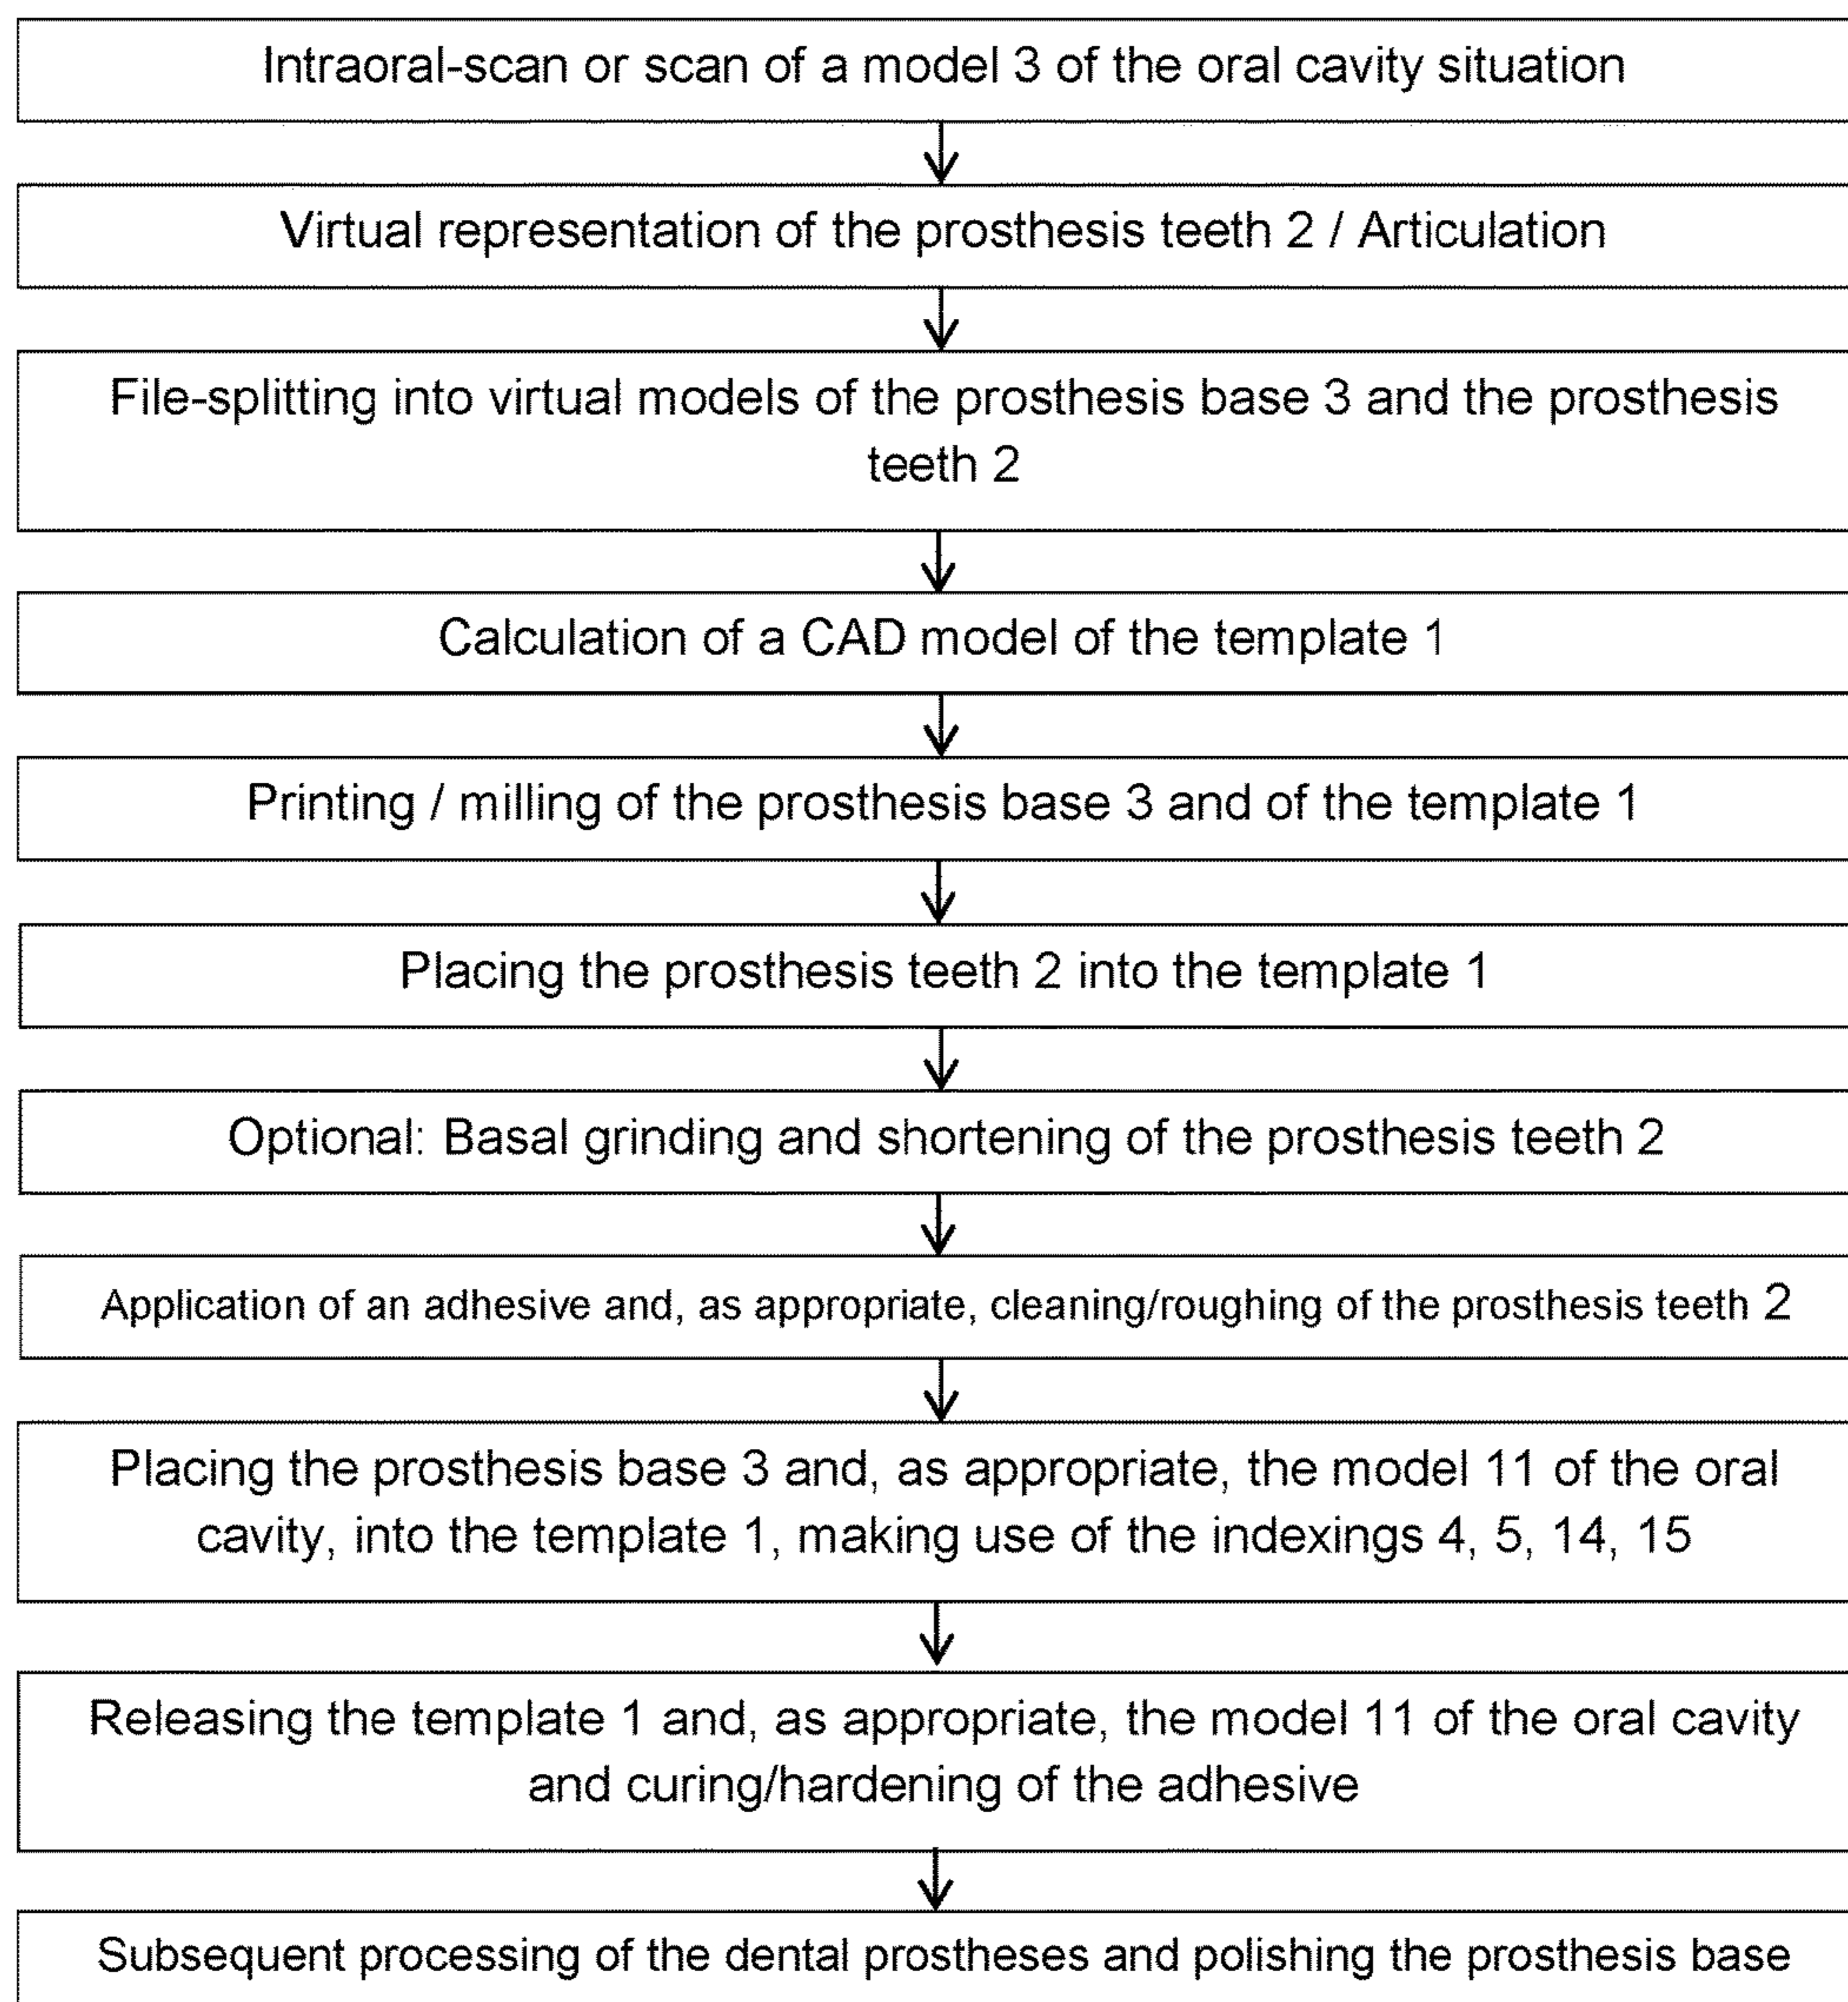 Intraoral-scan or scan of a model 3 of the oral cavity situation
Virtual representation of the prosthesis teeth 2 / Articulation
File-splitting into virtual models of the prosthesis base 3 and the prosthesis
teeth 2
Calculation of a CAD model of the template 1
Printing / milling of the prosthesis base 3 and of the template 1
Placing the prosthesis teeth 2 into the template 1
Optional: Basal grinding and shortening of the prosthesis teeth 2
Application of an adhesive and, as appropriate, cleaning/roughing of the prosthesis teeth 2
Placing the prosthesis base 3 and, as appropriate, the model 11 of the oral
cavity, into the template 1, making use of the indexings 4, 5, 14, 15
Releasing the template 1 and, as appropriate, the model 11 of the oral cavity
and curing/hardening of the adhesive
Subsequent processing of the dental prostheses and polishing the prosthesis base